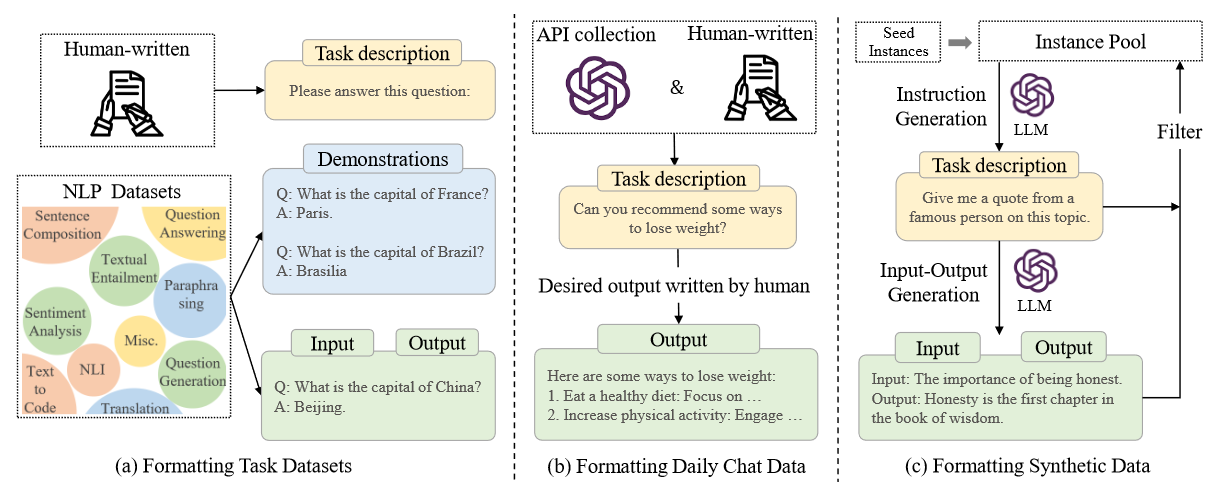 Human-written
Task description
Please answer this question:
NLP Datasets
Sentence
Composition
Question
Answering
Textual
Entailment
Paraphra
sing
Sentiment
Analysis
Misc.
NLI
Question
Generation
Text
to
Code
Translation
Demonstrations
Q: What is the capital of France?
A: Paris.
Q: What is the capital of Brazil?
A: Brasilia
Input
Output
Q: What is the capital of China?
A: Beijing.
(a) Formatting Task Datasets
API collection
&
Human-written
Task description
Can you recommend some ways
to lose weight?
Desired output written by human
Output
Here are some ways to lose weight:
1. Eat a healthy diet: Focus on …
2. Increase physical activity: Engage …
(b) Formatting Daily Chat Data
Seed
Instances
Instance Pool
Instruction
Generation
LLM
Filter
Task description
Give me a quote from a
famous person on this topic.
Input-Output
Generation
LLM
Input
Output
Input: The importance of being honest.
Output: Honesty is the first chapter in
the book of wisdom.
(c) Formatting Synthetic Data